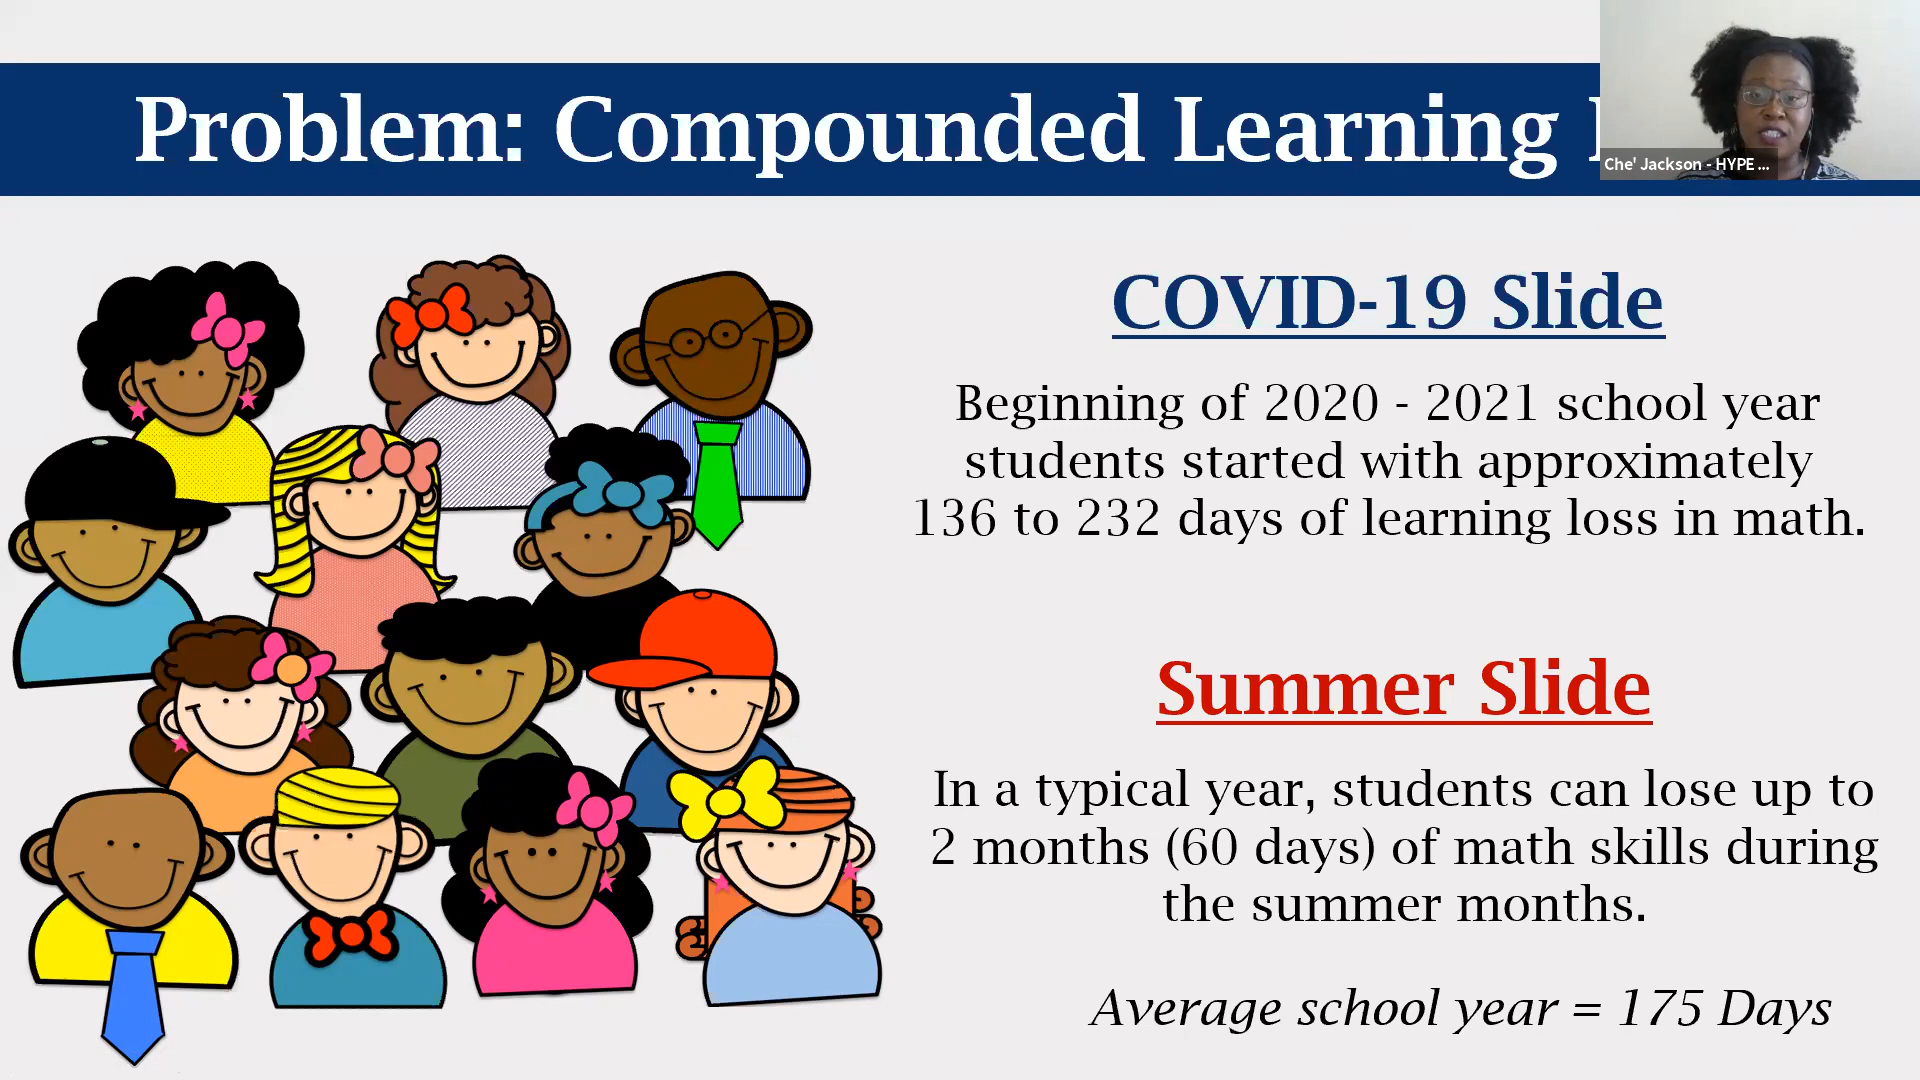 Problem: Compounded Learning
Che' Jackson - HYPE ...
COVID-19 Slide
Beginning of 2020 - 2021 school year
students started with approximately
136 to 232 days of learning loss in math.
Summer Slide
In a typical year, students can lose up to
2 months (60 days) of math skills during
the summer months.
Average school year = 175 Days